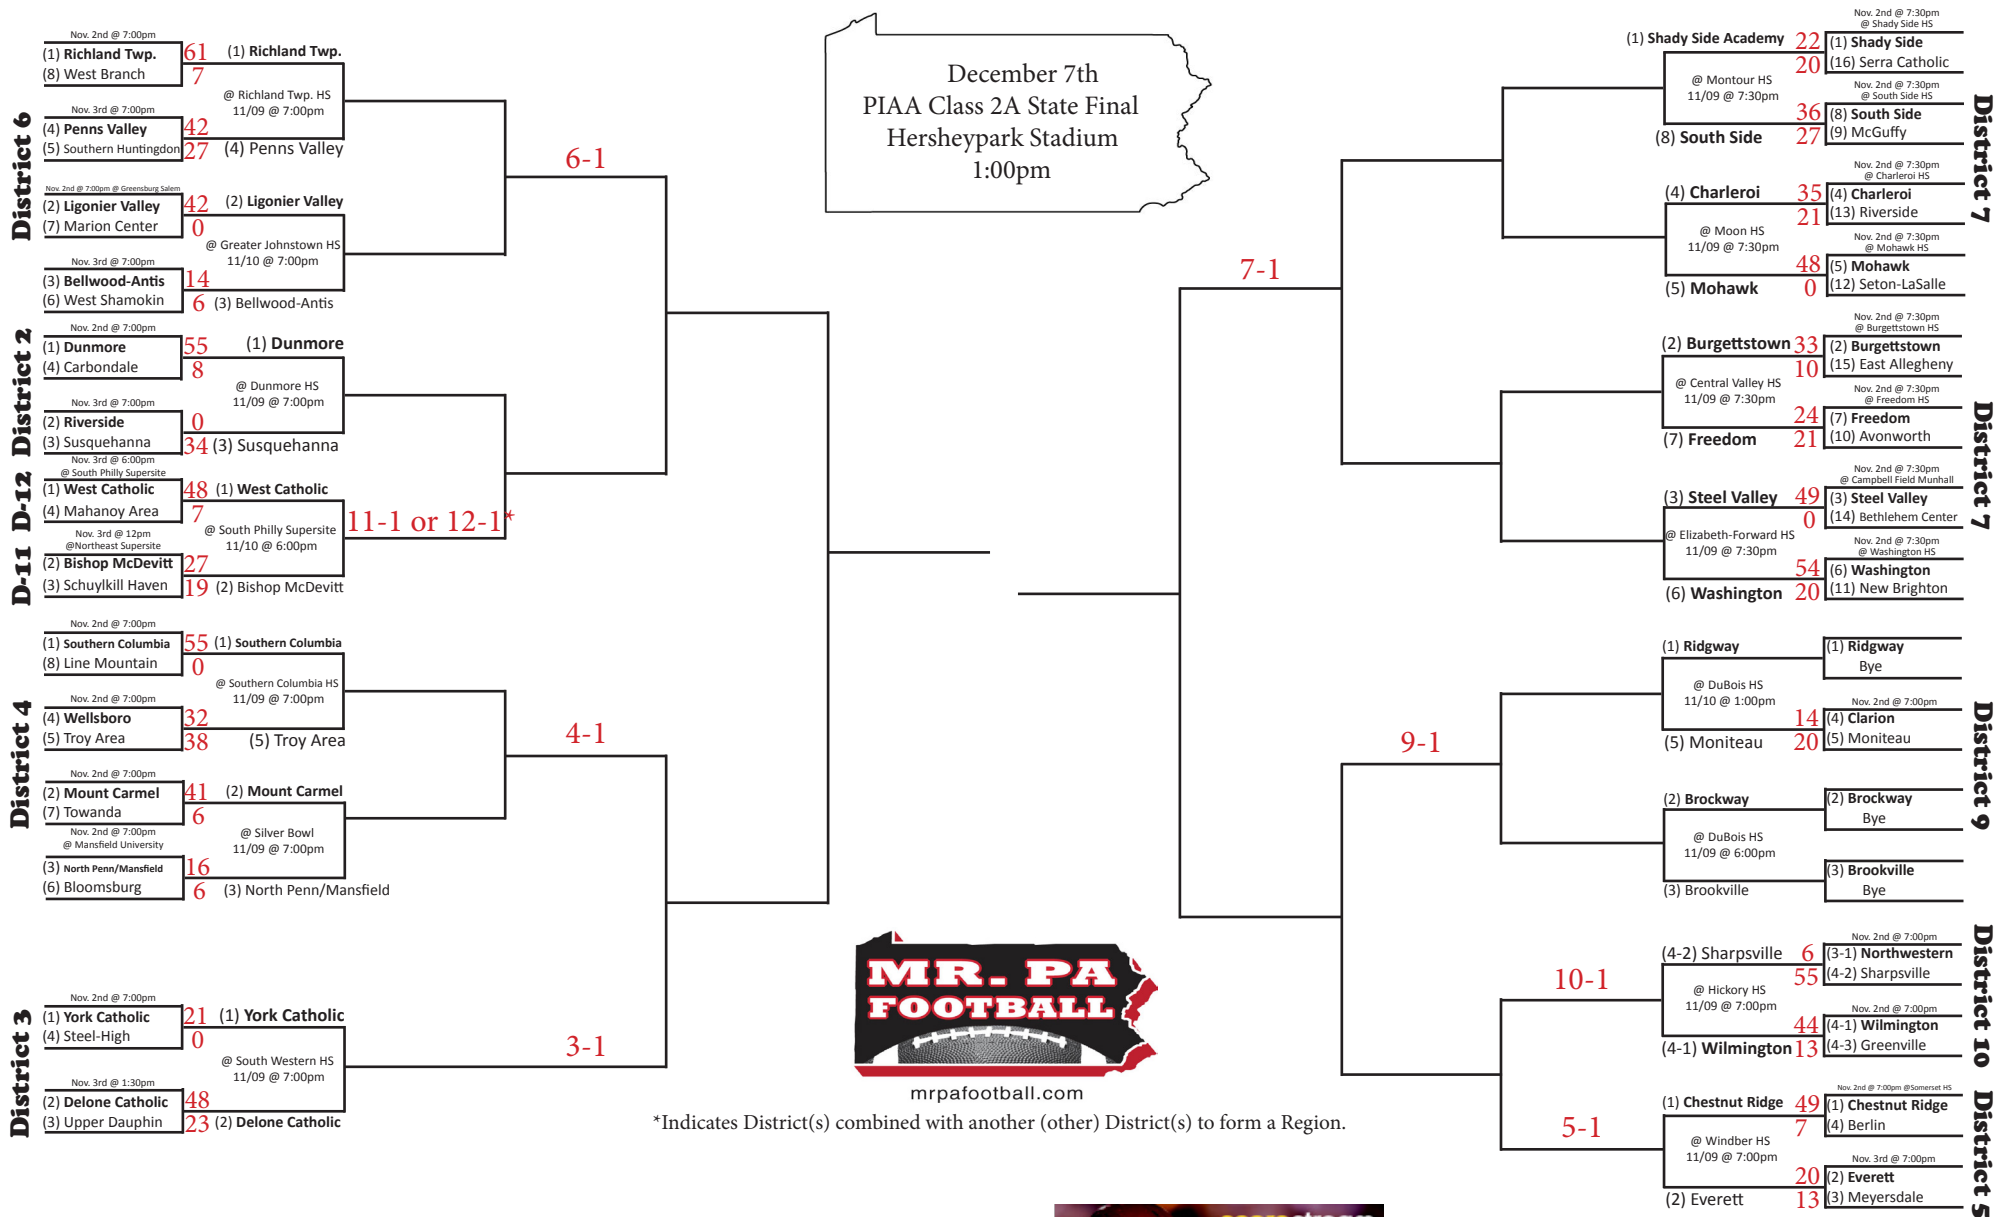 December 7th
PIAA Class 2A State Final
Hersheypark Stadium
1:00pm
District 6
Nov. 2nd @ 7:00pm
(1) Richland Twp. 61
(8) West Branch 7
(1) Richland Twp.
@ Richland Twp. HS
11/09 @ 7:00pm
Nov. 3rd @ 7:00pm
(4) Penns Valley 42
(5) Southern Huntingdon 27
(4) Penns Valley
6-1
Nov. 2nd @ 7:00pm @ Greensburg Salem
(2) Ligonier Valley 42
(7) Marion Center 0
(2) Ligonier Valley
@ Greater Johnstown HS
11/10 @ 7:00pm
Nov. 3rd @ 7:00pm
(3) Bellwood-Antis 14
(6) West Shamokin 6
(3) Bellwood-Antis
District 2
Nov. 2nd @ 7:00pm
(1) Dunmore 55
(4) Carbondale 8
(1) Dunmore
@ Dunmore HS
11/09 @ 7:00pm
Nov. 3rd @ 7:00pm
(2) Riverside 0
(3) Susquehanna 34
(3) Susquehanna
D-12
D-11
Nov. 3rd @ 6:00pm
@ South Philly Supersite
(1) West Catholic 48
(4) Mahanoy Area 7
(1) West Catholic
@ South Philly Supersite
11/10 @ 6:00pm
11-1 or 12-1*
Nov. 3rd @ 12pm
@Northeast Supersite
(2) Bishop McDevitt 27
(3) Schuylkill Haven 19
(2) Bishop McDevitt
District 4
Nov. 2nd @ 7:00pm
(1) Southern Columbia 55
(8) Line Mountain 0
(1) Southern Columbia
@ Southern Columbia HS
11/09 @ 7:00pm
Nov. 2nd @ 7:00pm
(4) Wellsboro 32
(5) Troy Area 38
(5) Troy Area
4-1
Nov. 2nd @ 7:00pm
(2) Mount Carmel 41
(7) Towanda 6
(2) Mount Carmel
@ Silver Bowl
11/09 @ 7:00pm
Nov. 2nd @ 7:00pm
@ Mansfield University
(3) North Penn/Mansfield 16
(6) Bloomsburg 6
(3) North Penn/Mansfield
District 3
Nov. 2nd @ 7:00pm
(1) York Catholic 21
(4) Steel-High 0
(1) York Catholic
@ South Western HS
11/09 @ 7:00pm
3-1
Nov. 3rd @ 1:30pm
(2) Delone Catholic 48
(3) Upper Dauphin 23
(2) Delone Catholic
District 7
Nov. 2nd @ 7:30pm
@ Shady Side HS
(1) Shady Side Academy 22 (1) Shady Side
20 (16) Serra Catholic
@ Montour HS
11/09 @ 7:30pm
Nov. 2nd @ 7:30pm
@ South Side HS
36 (8) South Side
(8) South Side 27 (9) McGuffy
7-1
Nov. 2nd @ 7:30pm
@ Charleroi HS
(4) Charleroi 35 (4) Charleroi
21 (13) Riverside
@ Moon HS
11/09 @ 7:30pm
Nov. 2nd @ 7:30pm
@ Mohawk HS
48 (5) Mohawk
(5) Mohawk 0 (12) Seton-LaSalle
District 7
Nov. 2nd @ 7:30pm
@ Burgettstown HS
(2) Burgettstown 33 (2) Burgettstown
10 (15) East Allegheny
@ Central Valley HS
11/09 @ 7:30pm
Nov. 2nd @ 7:30pm
@ Freedom HS
24 (7) Freedom
(7) Freedom 21 (10) Avonworth
Nov. 2nd @ 7:30pm
@ Campbell Field Munhall
(3) Steel Valley 49 (3) Steel Valley
0 (14) Bethlehem Center
@ Elizabeth-Forward HS
11/09 @ 7:30pm
Nov. 2nd @ 7:30pm
@ Washington HS
54 (6) Washington
(6) Washington 20 (11) New Brighton
District 9
(1) Ridgway (1) Ridgway
Bye
@ DuBois HS
11/10 @ 1:00pm
Nov. 2nd @ 7:00pm
14 (4) Clarion
(5) Moniteau 20 (5) Moniteau
9-1
(2) Brockway (2) Brockway
Bye
@ DuBois HS
11/09 @ 6:00pm
(3) Brookville
Bye
(3) Brookville
District 10
Nov. 2nd @ 7:00pm
(4-2) Sharpsville 6 (3-1) Northwestern
55 (4-2) Sharpsville
10-1
@ Hickory HS
11/09 @ 7:00pm
Nov. 2nd @ 7:00pm
44 (4-1) Wilmington
(4-1) Wilmington 13 (4-3) Greenville
District 5
Nov. 2nd @ 7:00pm @Somerset HS
(1) Chestnut Ridge 49 (1) Chestnut Ridge
7 (4) Berlin
5-1
@ Windber HS
11/09 @ 7:00pm
Nov. 3rd @ 7:00pm
20 (2) Everett
(2) Everett 13 (3) Meyersdale
MR. PA
FOOTBALL
mrpafootball.com
*Indicates District(s) combined with another (other) District(s) to form a Region.